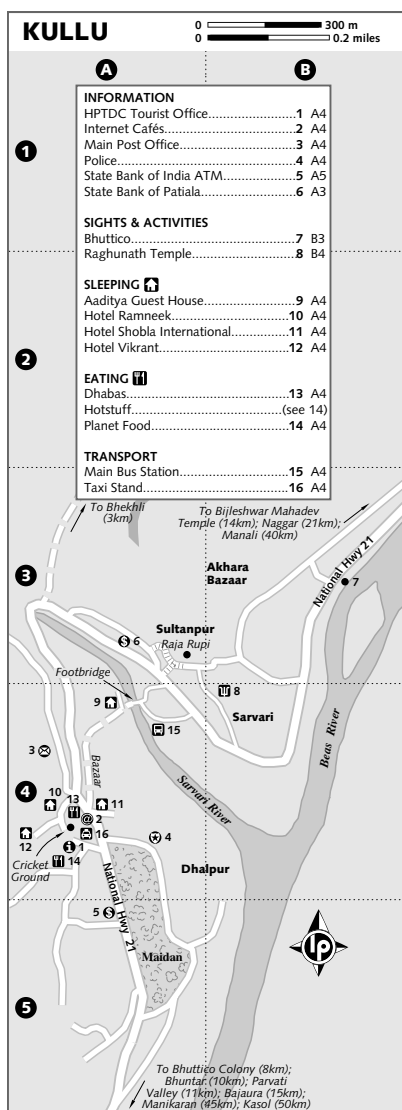 KULLU
0 300 m
0 0.2 miles
A B
1
INFORMATION
HPTDC Tourist Office.......................1 A4
Internet Cafés.................................2 A4
Main Post Office.............................3 A4
Police..............................................4 A4
State Bank of India ATM.................5 A5
State Bank of Patiala......................6 A3
SIGHTS & ACTIVITIES
Bhuttico..........................................7 B3
Raghunath Temple.........................8 B4
SLEEPING
Aaditya Guest House......................9 A4
Hotel Ramneek.............................10 A4
Hotel Shobla International............11 A4
Hotel Vikrant................................12 A4
2
EATING
Dhabas.........................................13 A4
Hotstuff..................................(see 14)
Planet Food..................................14 A4
TRANSPORT
Main Bus Station..........................15 A4
Taxi Stand....................................16 A4
To Bhekhli
(3km)
To Bijleshwar Mahadev
Temple (14km); Naggar (21km);
Manali (40km)
3
Akhara
Bazaar
National Hwy 21
7
Sultanpur
6
Raja Rupi
Footbridge
8
9
Sarvari
15
Beas River
3
Bazaar
Sarvari River
4
10
13
11
2
16
4
12
1
14
Cricket
Ground
Dhalpur
National Hwy 21
5
Maidan
lp
5
To Bhuttico Colony (8km);
Bhuntar (10km); Parvati
Valley (11km); Bajaura (15km);
Manikaran (45km); Kasol (50km)